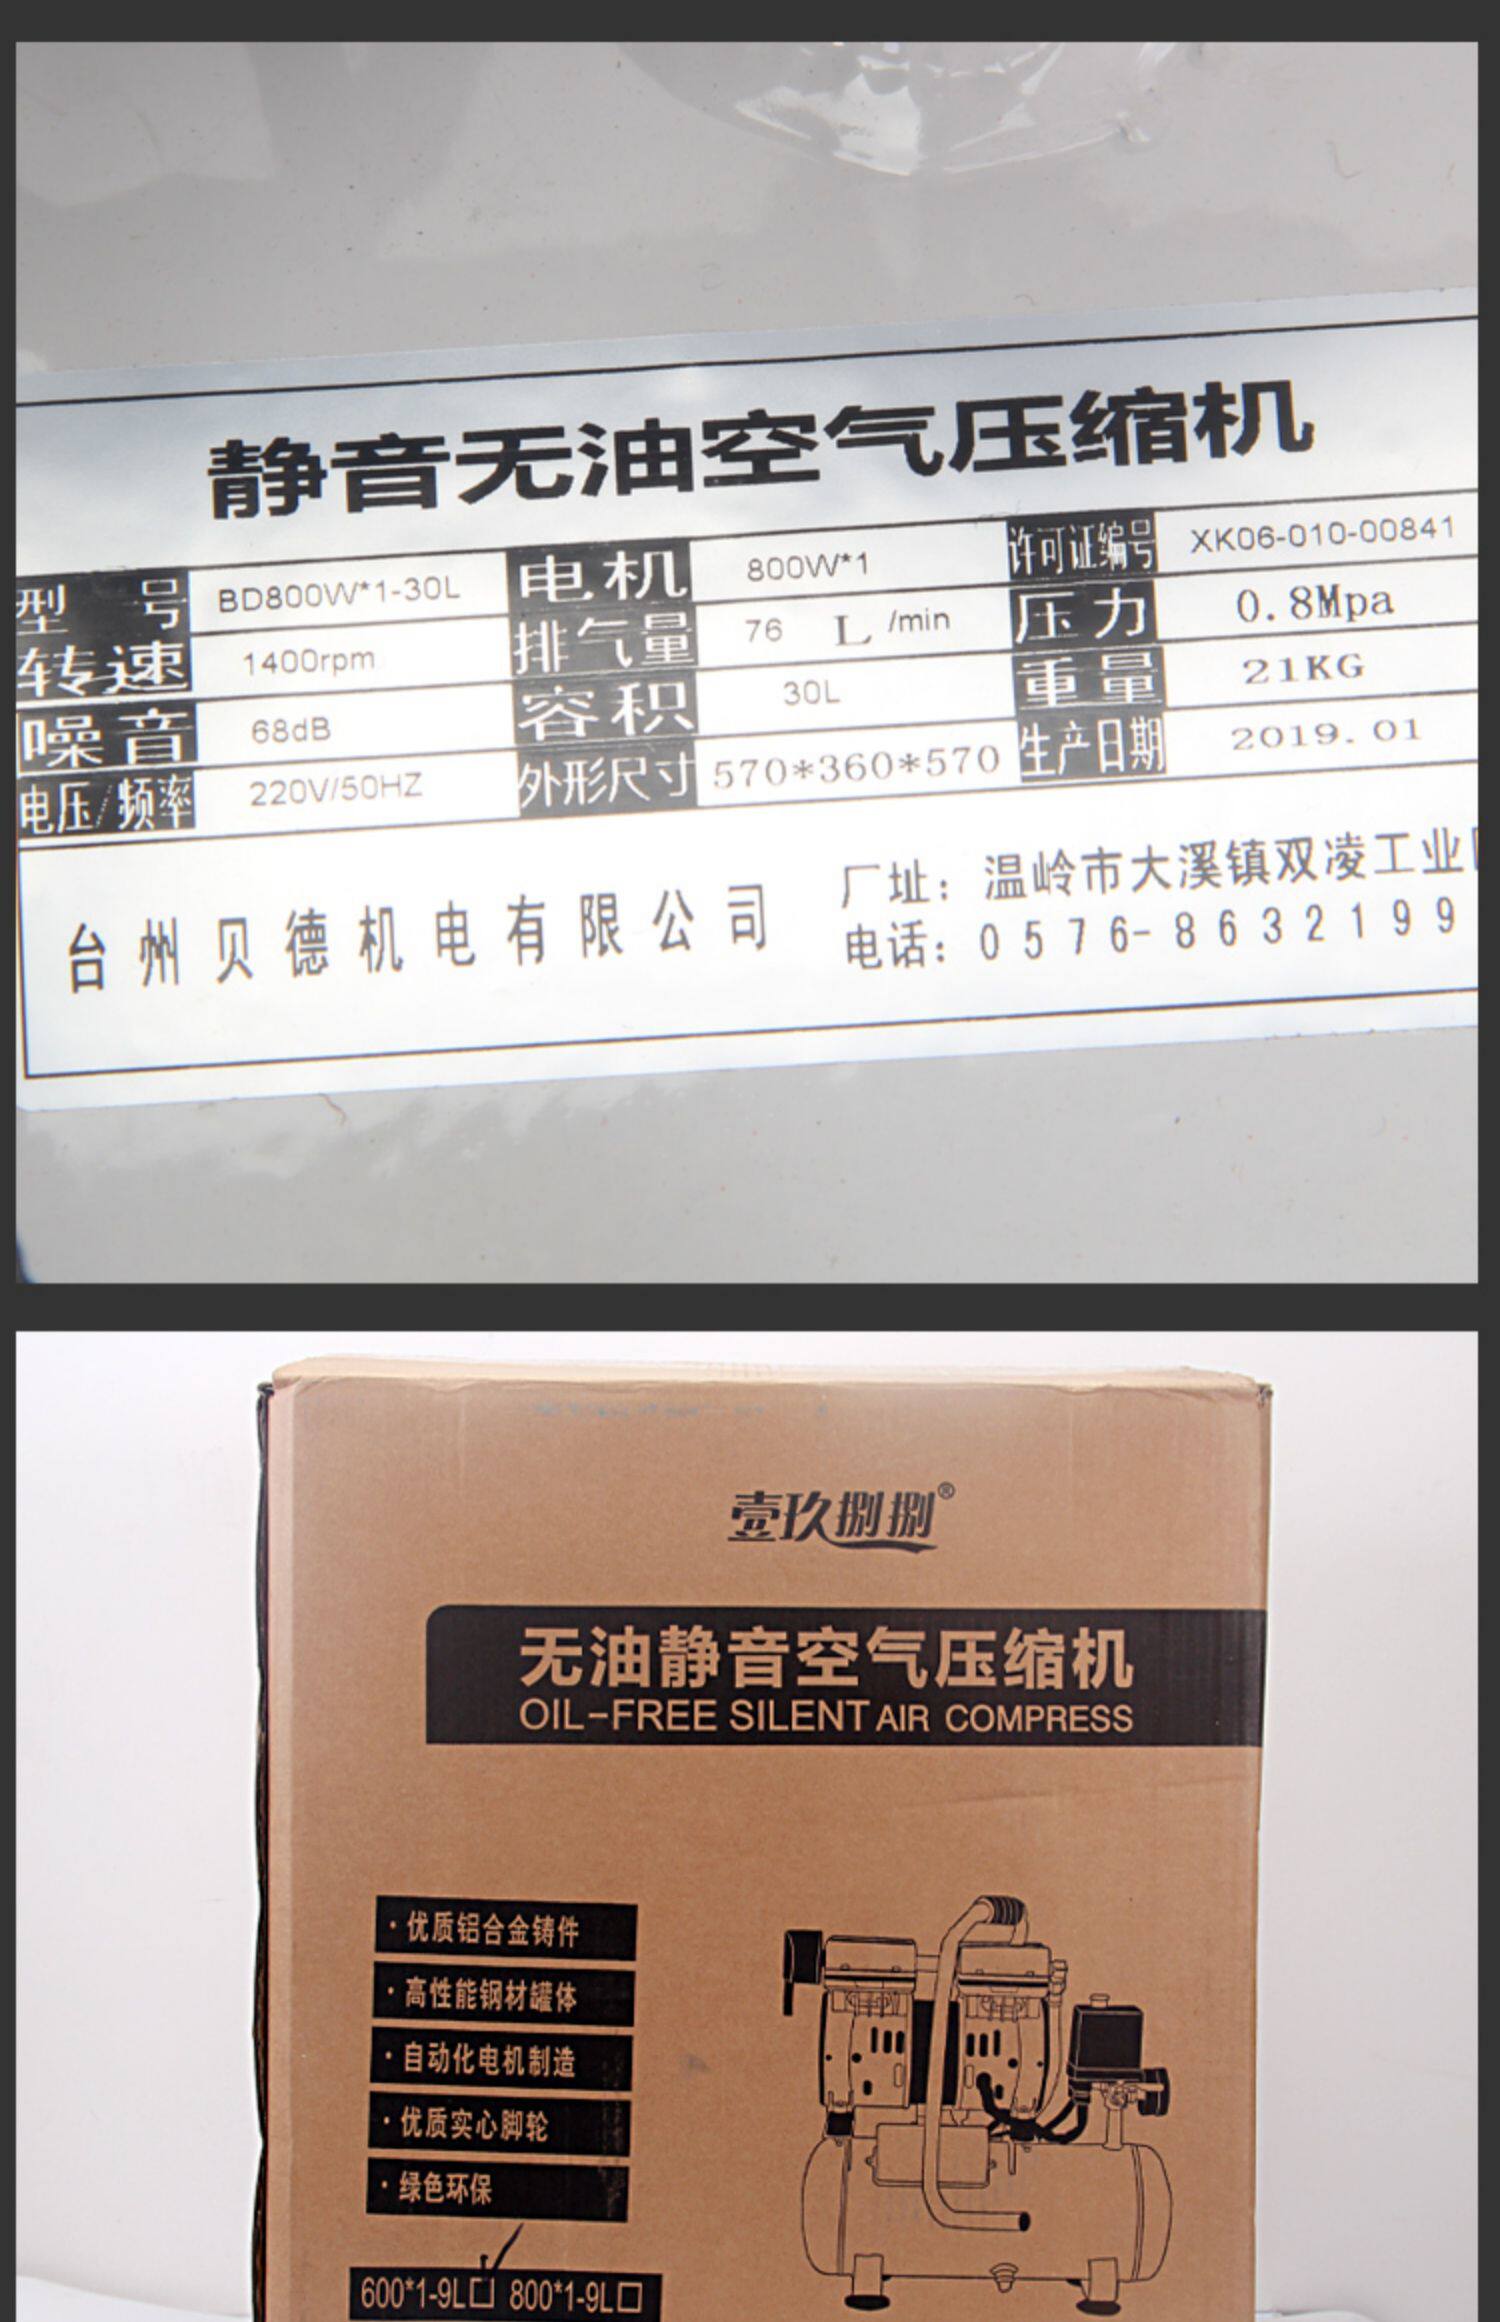 静音无油空气压缩机
型号 BD800W*1-30L 电机 800W*1 许可证编号 XK06-010-00841
转速 1400rpm 排气量 76 L /min 压力 0.8Mpa
噪音 68dB 容积 30L 重量 21KG
电压/频率 220V/50HZ 外形尺寸 570*360*570 生产日期 2019.01
台州贝德机电有限公司
厂址：温岭市大溪镇双凌工业
电话：0576-8632199
壹玖捌捌®
无油静音空气压缩机
OIL-FREE SILENT AIR COMPRESS
·优质铝合金铸件
·高性能钢材罐体
·自动化电机制造
·优质实心脚轮
·绿色环保
600*1-9L☑ 800*1-9L□